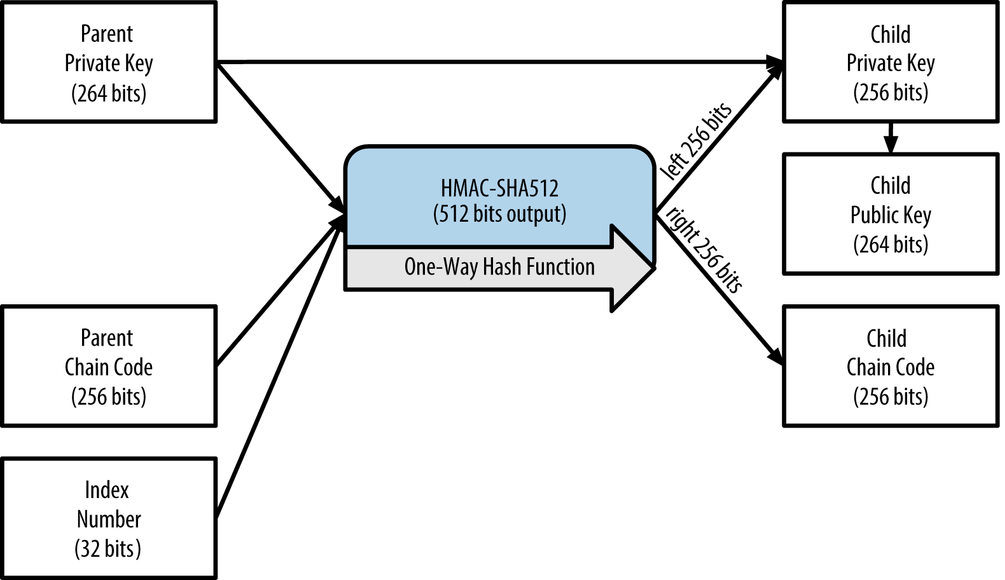 Parent
Private Key
(264 bits)
Child
Private Key
(256 bits)
left 256 bits
HMAC-SHA512
(512 bits output)
One-Way Hash Function
right 256 bits
Child
Public Key
(264 bits)
Parent
Chain Code
(256 bits)
Child
Chain Code
(256 bits)
Index
Number
(32 bits)